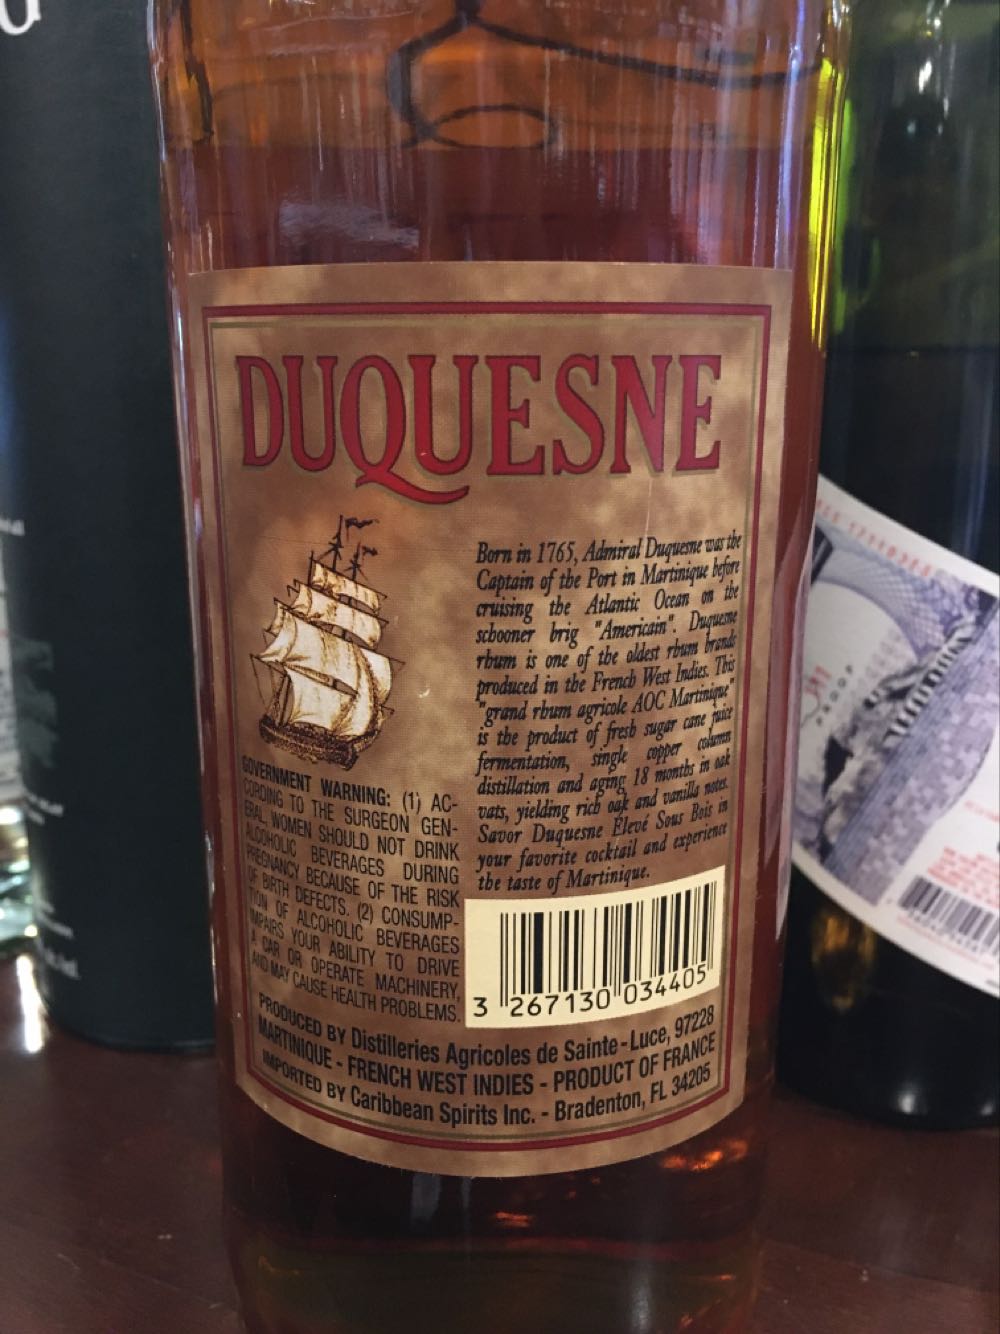 DUQUESNE
Born in 1765, Admiral Duquesne was the
Captain of the Port in Martinique before
cruising the Atlantic Ocean on the
schooner brig "Americain". Duquesne
rhum is one of the oldest rhum brands
produced in the French West Indies. This
"grand rhum agricole AOC Martinique"
is the product of fresh sugar cane juice
fermentation, single copper column
distillation and aging 18 months in oak
vats, yielding rich oak and vanilla notes.
Savor Duquesne Élevé Sous Bois in
your favorite cocktail and experience
the taste of Martinique.
GOVERNMENT WARNING: (1) AC-
CORDING TO THE SURGEON GEN-
ERAL, WOMEN SHOULD NOT DRINK
ALCOHOLIC BEVERAGES DURING
PREGNANCY BECAUSE OF THE RISK
OF BIRTH DEFECTS. (2) CONSUMP-
TION OF ALCOHOLIC BEVERAGES
IMPAIRS YOUR ABILITY TO DRIVE
A CAR OR OPERATE MACHINERY,
AND MAY CAUSE HEALTH PROBLEMS.
3 267130 034405
PRODUCED BY Distilleries Agricoles de Sainte-Luce, 97228
MARTINIQUE - FRENCH WEST INDIES - PRODUCT OF FRANCE
IMPORTED BY Caribbean Spirits Inc. - Bradenton, FL 34205